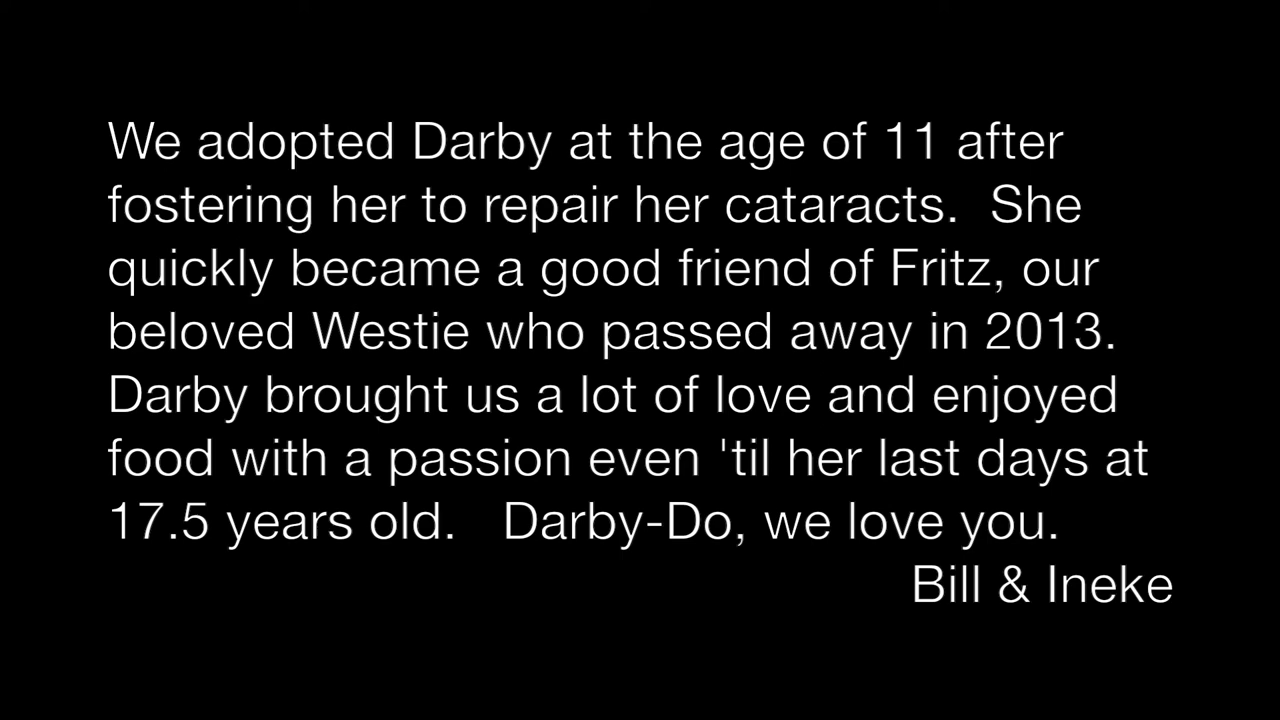 We adopted Darby at the age of 11 after
fostering her to repair her cataracts.  She
quickly became a good friend of Fritz, our
beloved Westie who passed away in 2013.
Darby brought us a lot of love and enjoyed
food with a passion even 'til her last days at
17.5 years old.   Darby-Do, we love you.
Bill & Ineke